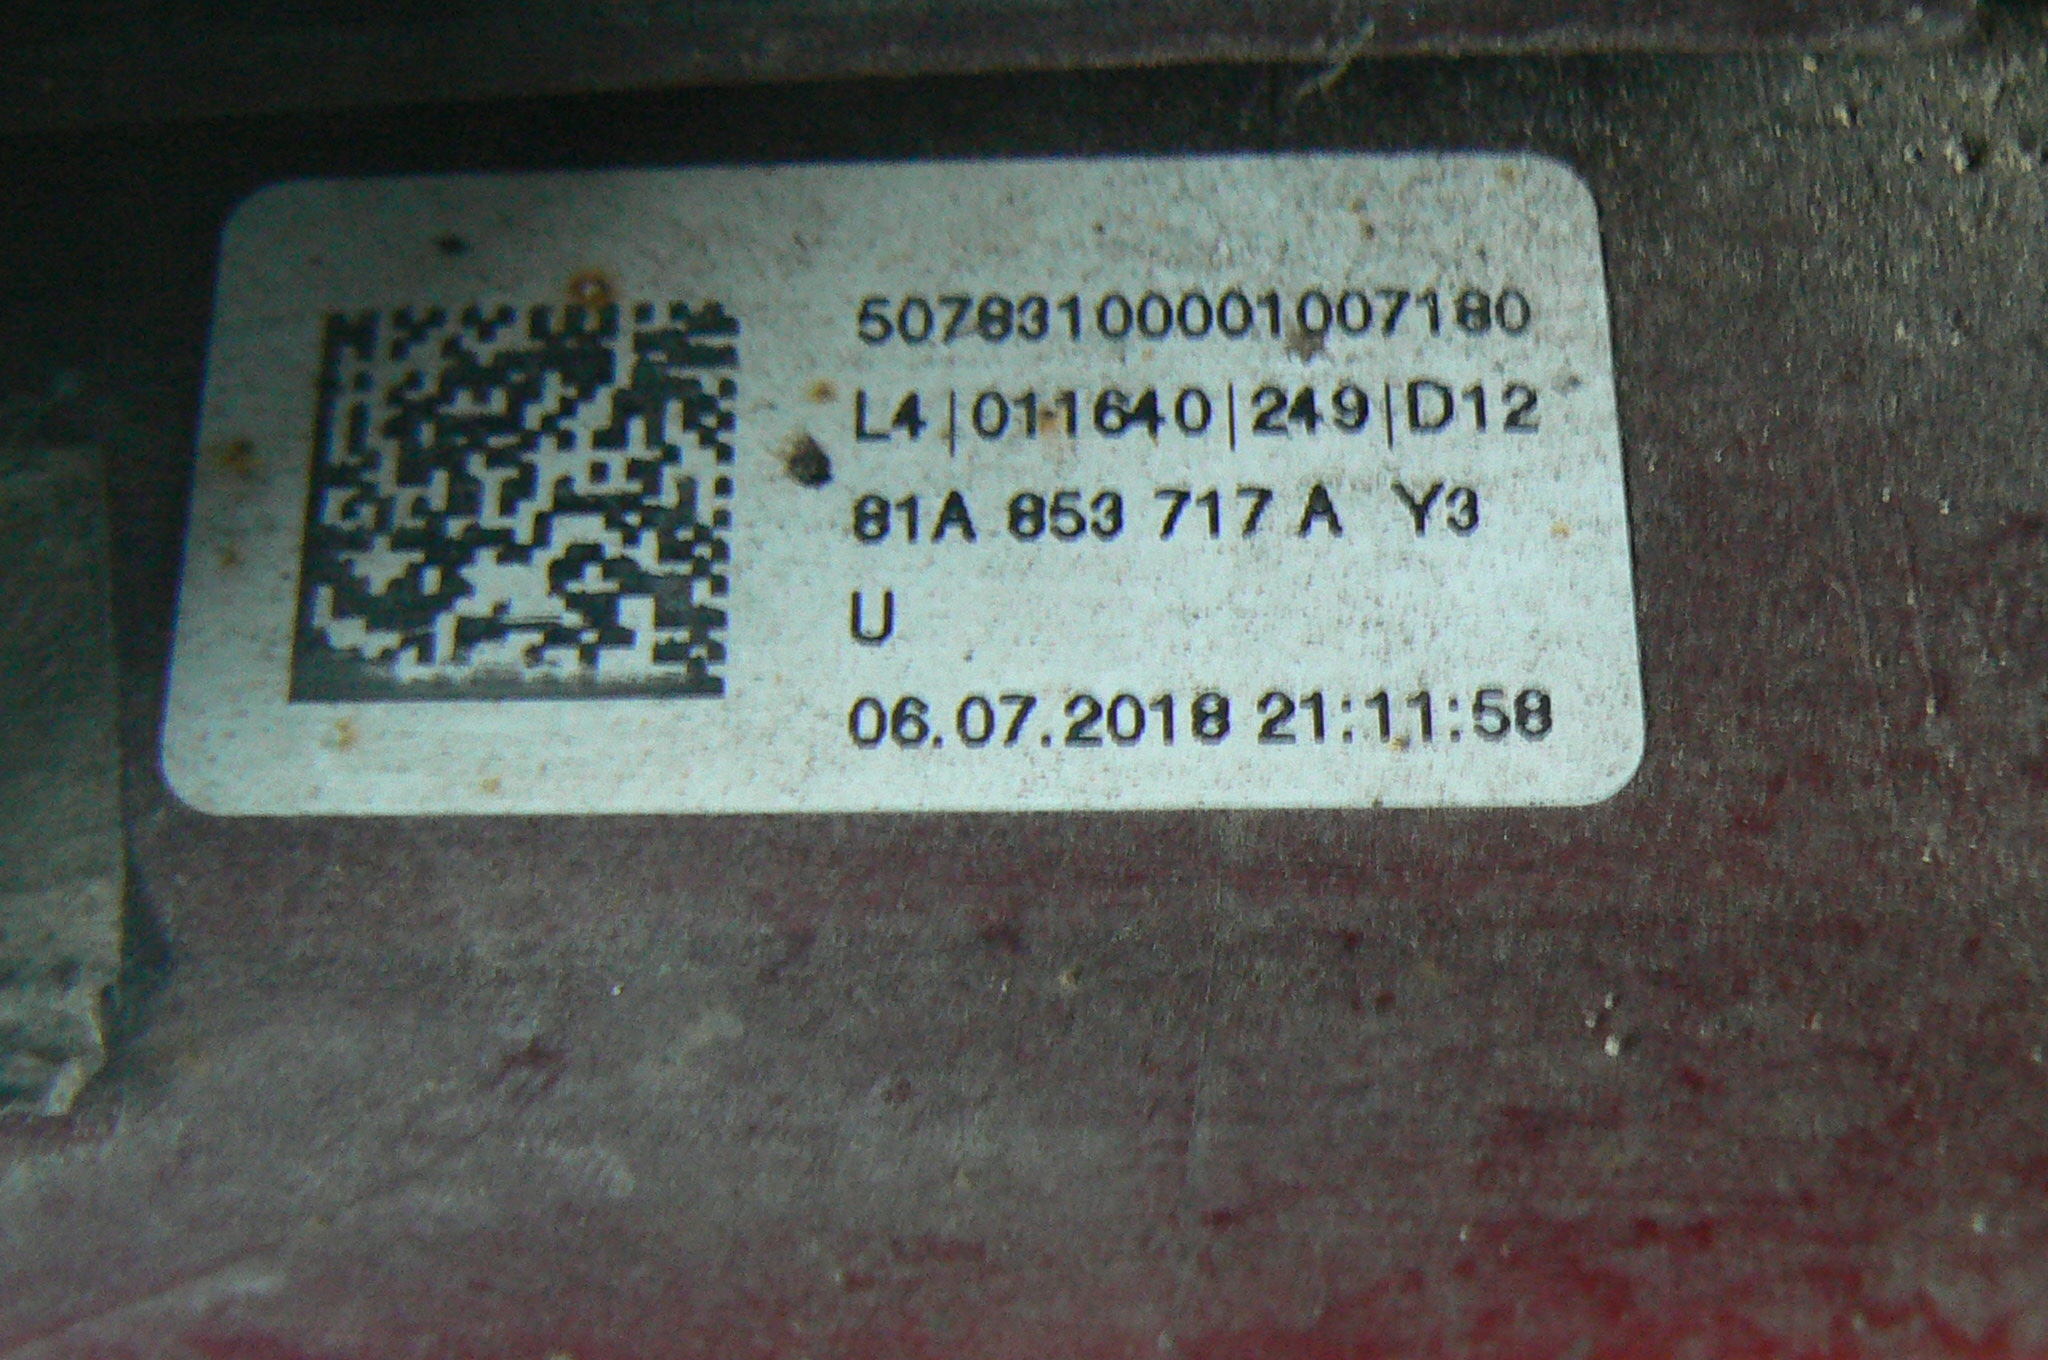 50783100001007180
L4|011640|249|D12
81A 853 717 A Y3
U
06.07.2018 21:11:58